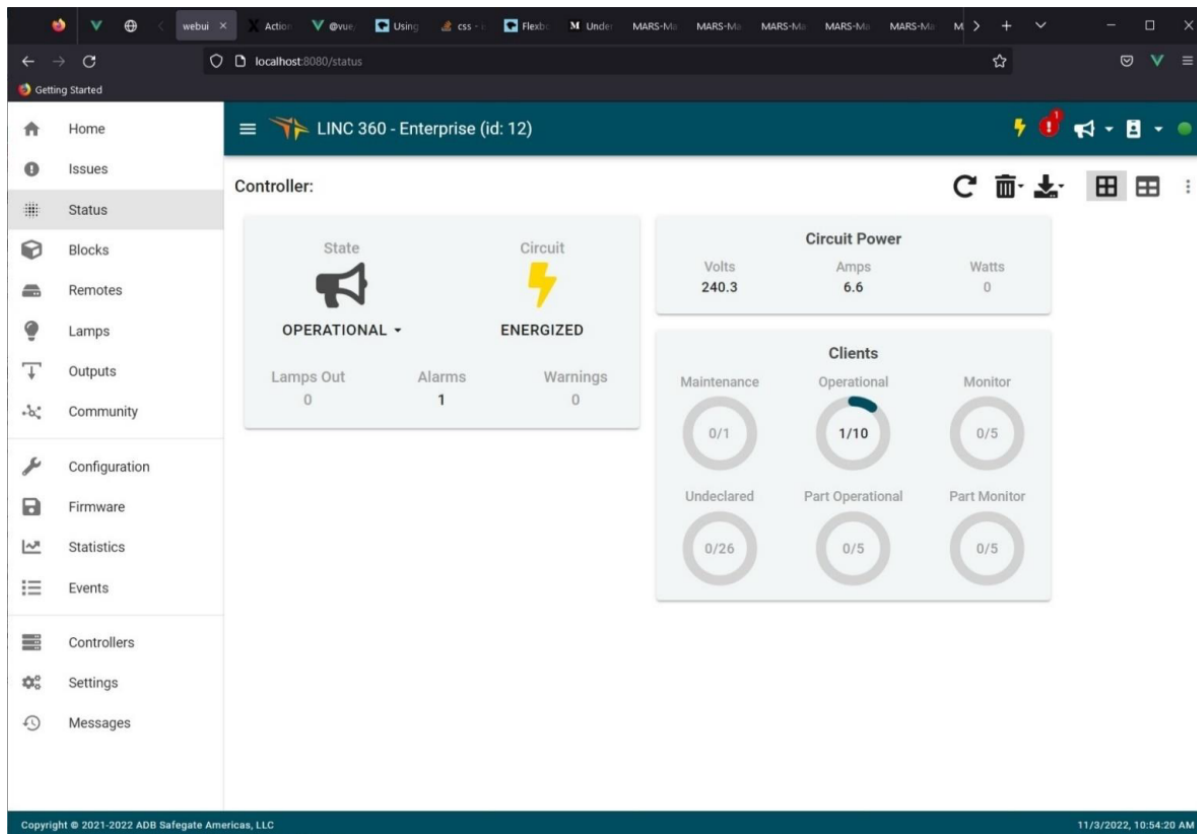 webui
Action
@vue/
Using
css -
Flexb
Under
MARS-Ma
MARS-Ma
MARS-Ma
MARS-Ma
MARS-Ma
M
localhost:8080/status
Getting Started
Home
LINC 360 - Enterprise (id: 12)
1
Issues
Controller:
Status
Blocks
Remotes
Lamps
Outputs
Community
Configuration
Firmware
Statistics
Events
Controllers
Settings
Messages
State Circuit
OPERATIONAL ENERGIZED
Lamps Out Alarms Warnings
0 1 0
Circuit Power
Volts Amps Watts
240.3 6.6 0
Clients
Maintenance Operational Monitor
0/1 1/10 0/5
Undeclared Part Operational Part Monitor
0/26 0/5 0/5
Copyright © 2021-2022 ADB Safegate Americas, LLC
11/3/2022, 10:54:20 AM